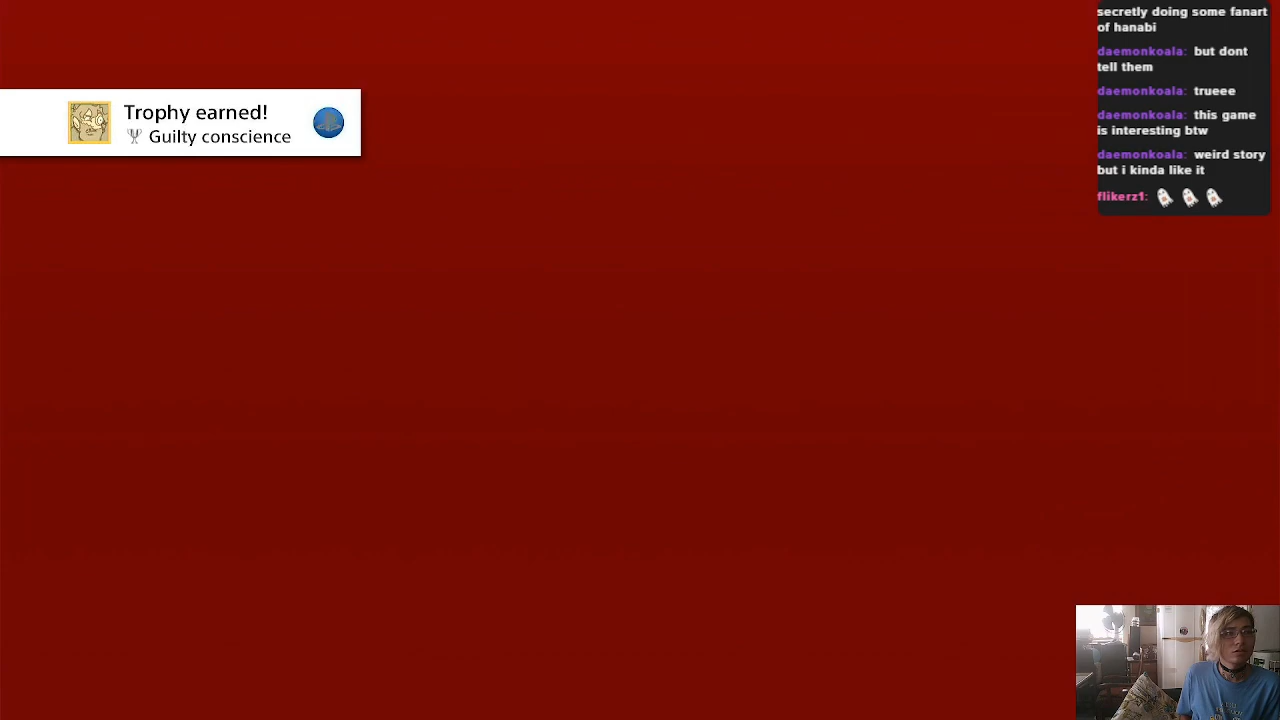 Trophy earned!
Guilty conscience
secretly doing some fanart
of hanabi
daemonkoala: but dont
tell them
daemonkoala: trueee
daemonkoala: this game
is interesting btw
daemonkoala: weird story
but i kinda like it
flikerz1: